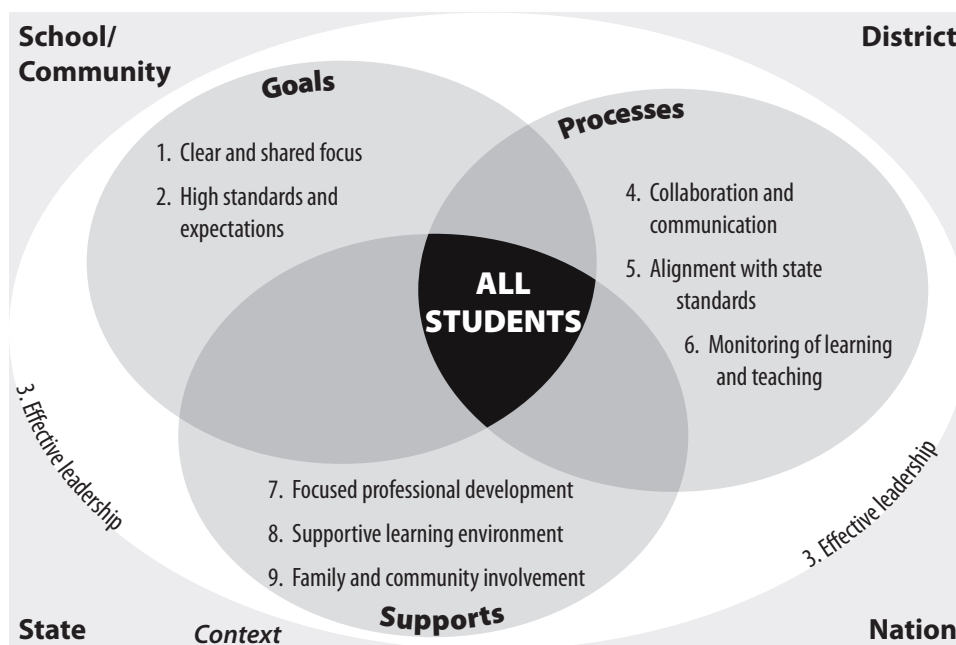 School/
Community
District
Goals
Processes
1. Clear and shared focus
2. High standards and
expectations
4. Collaboration and
communication
5. Alignment with state
standards
6. Monitoring of learning
and teaching
ALL
STUDENTS
3. Effective leadership
3. Effective leadership
7. Focused professional development
8. Supportive learning environment
9. Family and community involvement
Supports
State
Context
Nation